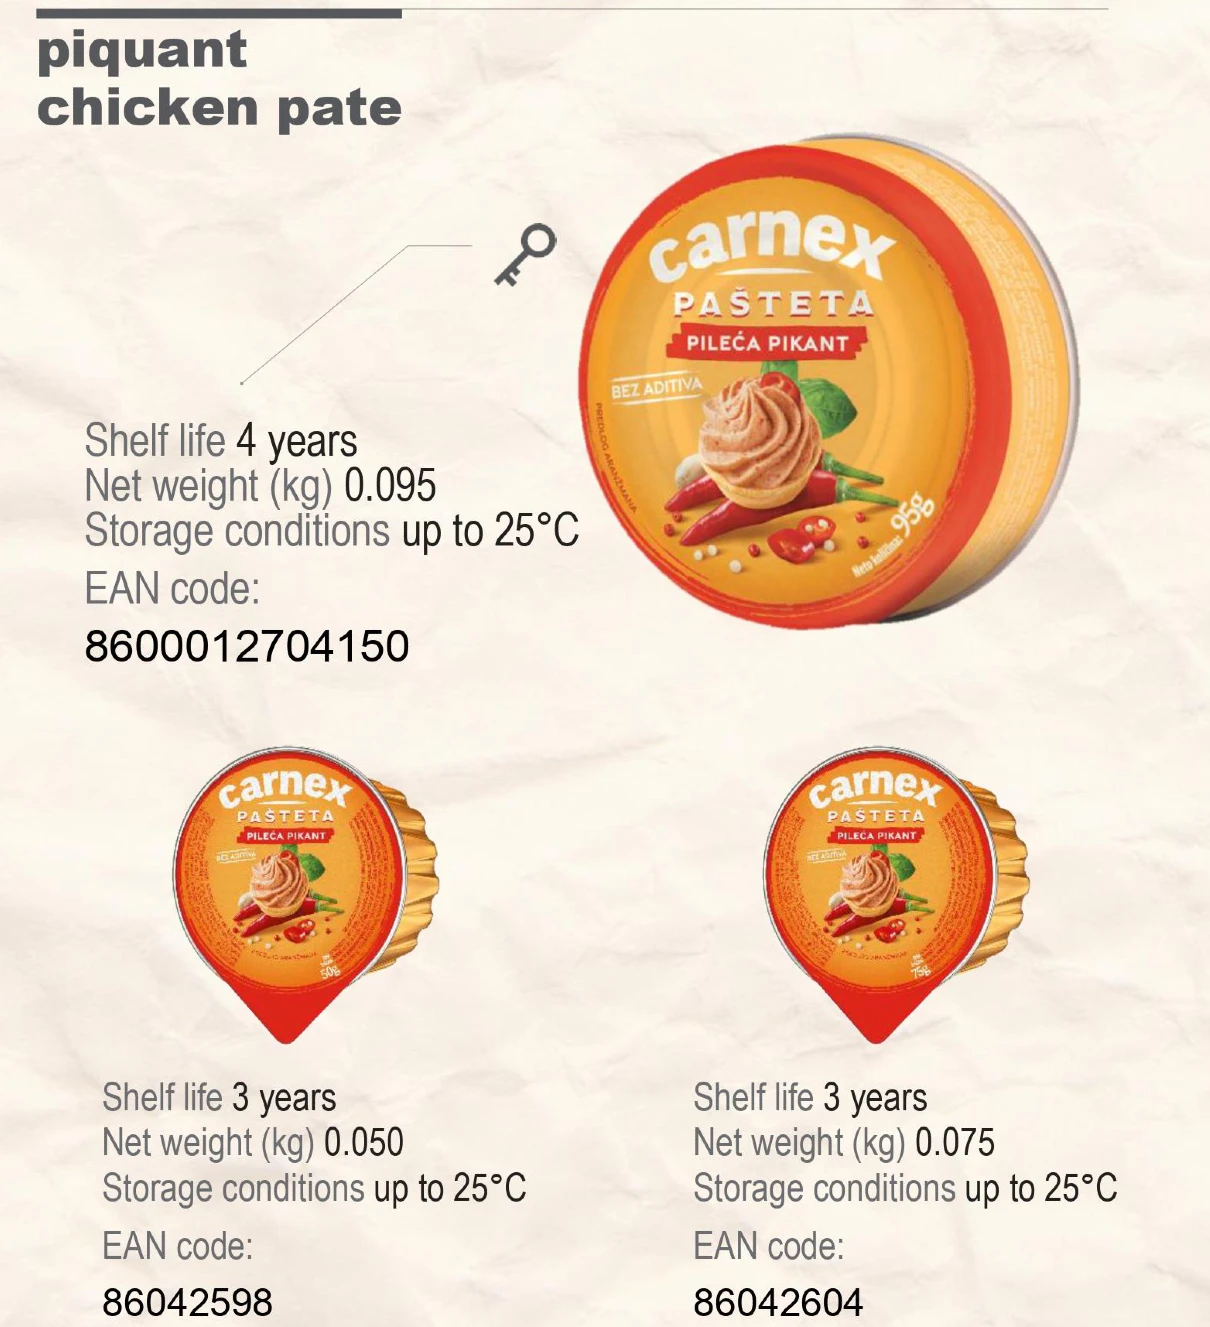 piquant
chicken pate
carnex
PAŠTETA
PILEĆA PIKANT
BEZ ADITIVA
PREDLOG ARANŽMANA
Neto količina: 95g
Shelf life 4 years
Net weight (kg) 0.095
Storage conditions up to 25°C
EAN code:
8600012704150
carnex
PAŠTETA
PILEĆA PIKANT
BEZ ADITIVA
PREDLOG ARANŽMANA
50g
Shelf life 3 years
Net weight (kg) 0.050
Storage conditions up to 25°C
EAN code:
86042598
carnex
PAŠTETA
PILEĆA PIKANT
BEZ ADITIVA
PREDLOG ARANŽMANA
75g
Shelf life 3 years
Net weight (kg) 0.075
Storage conditions up to 25°C
EAN code:
86042604